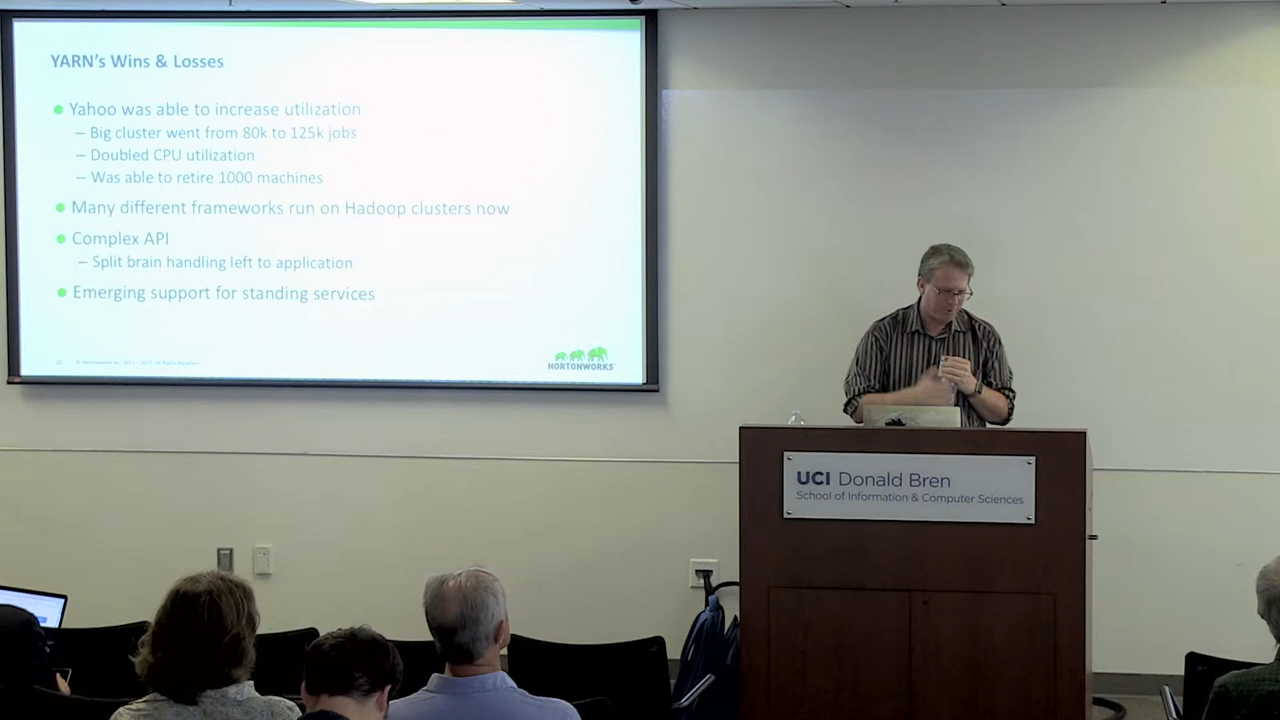 YARN's Wins & Losses
Yahoo was able to increase utilization
– Big cluster went from 80k to 125k jobs
– Doubled CPU utilization
– Was able to retire 1000 machines
Many different frameworks run on Hadoop clusters now
Complex API
– Split brain handling left to application
Emerging support for standing services
HORTONWORKS
UCI Donald Bren
School of Information & Computer Sciences